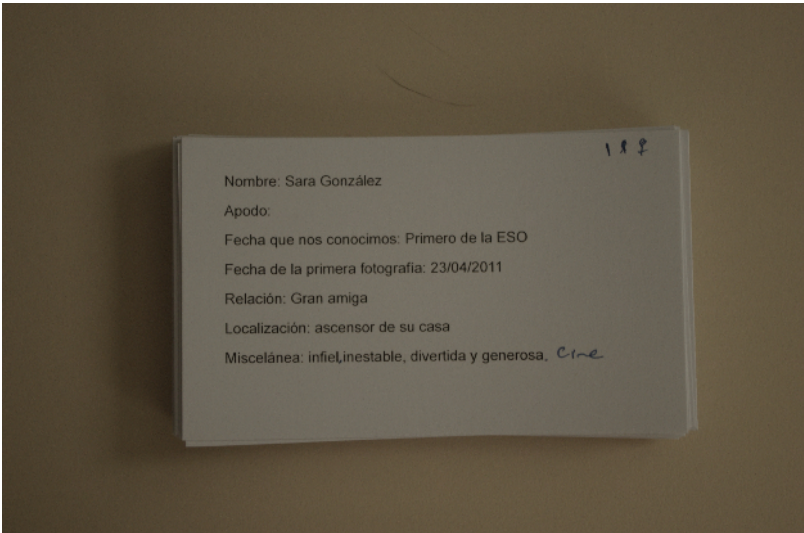 Nombre: Sara González
Apodo:
Fecha que nos conocimos: Primero de la ESO
Fecha de la primera fotografía: 23/04/2011
Relación: Gran amiga
Localización: ascensor de su casa
Miscelánea: infiel,inestable, divertida y generosa, cine